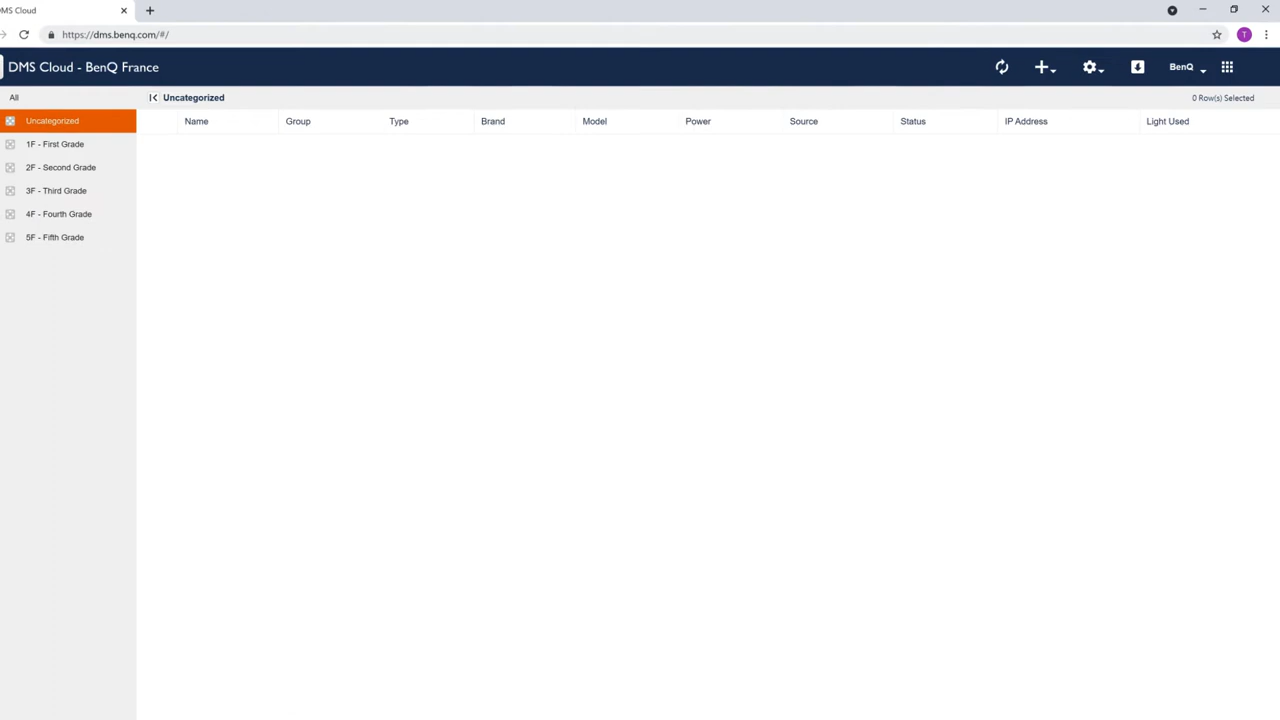 DMS Cloud
https://dms.benq.com/#/
T
DMS Cloud - BenQ France
BenQ
All
Uncategorized
0 Row(s) Selected
Uncategorized
1F - First Grade
2F - Second Grade
3F - Third Grade
4F - Fourth Grade
5F - Fifth Grade
Name Group Type Brand Model Power Source Status IP Address Light Used